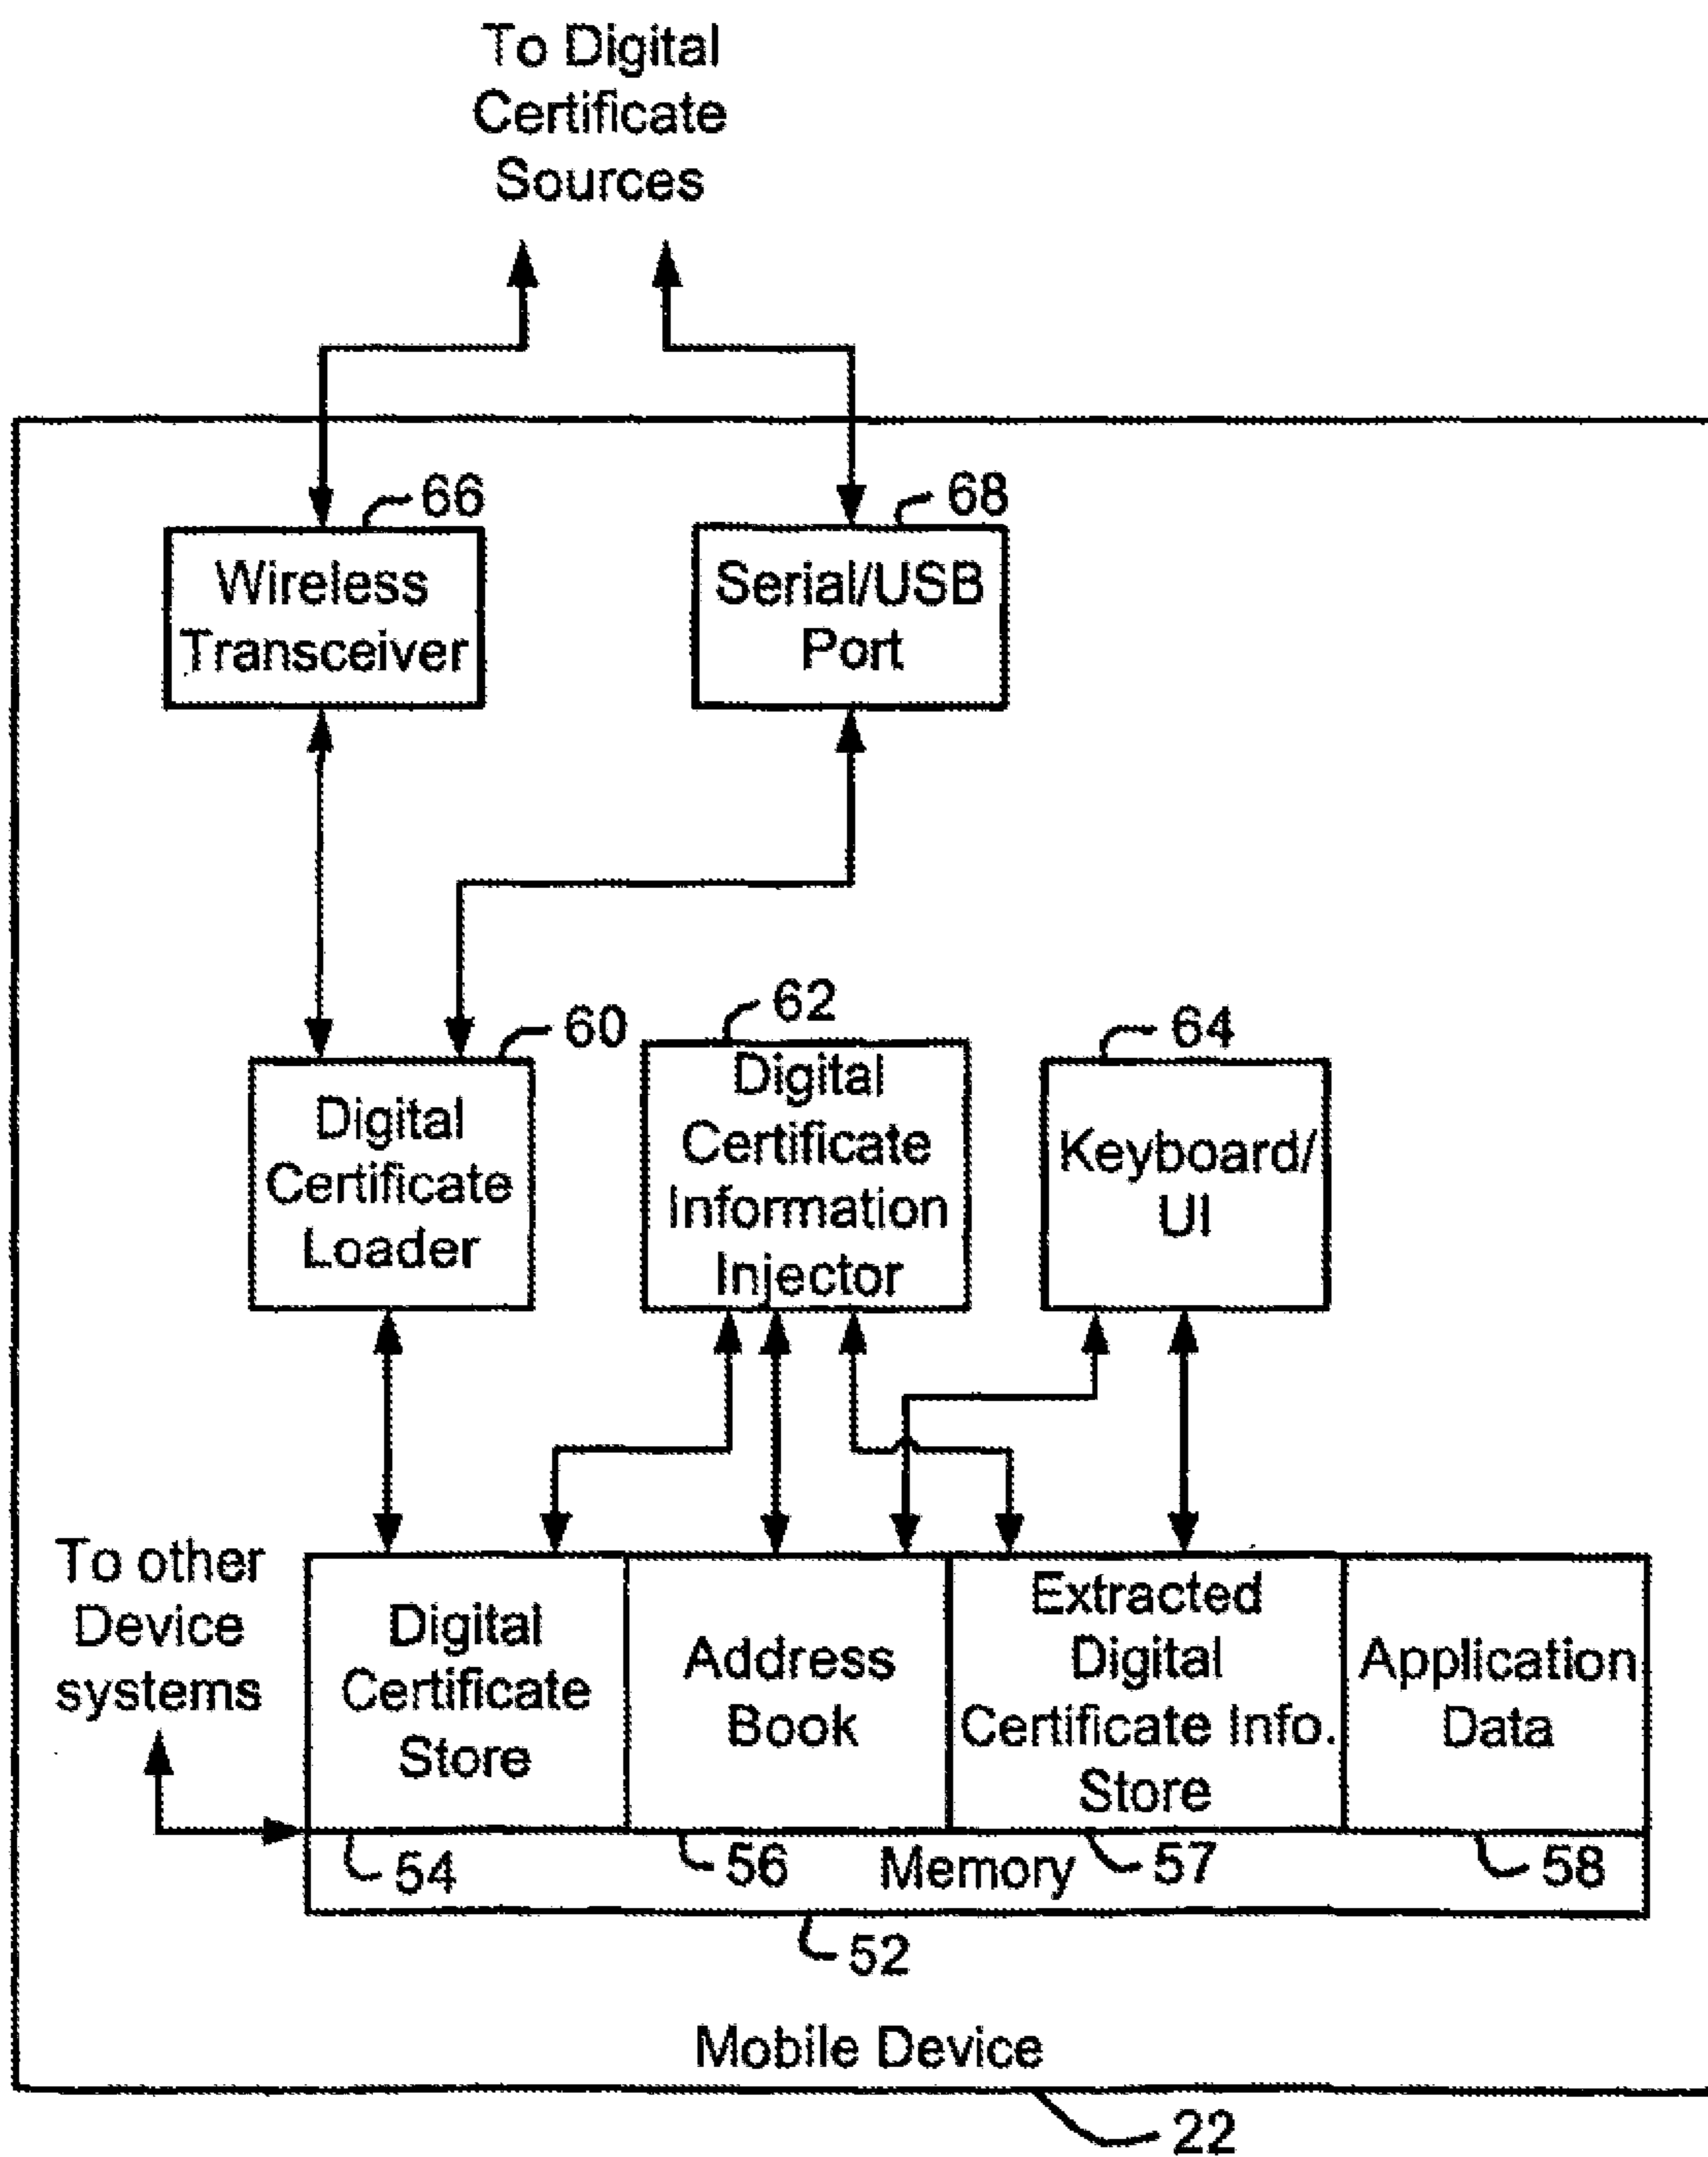 To Digital
Certificate
Sources
66
68
Wireless
Transceiver
Serial/USB
Port
60
62
64
Digital
Certificate
Loader
Digital
Certificate
Information
Injector
Keyboard/
UI
To other
Device
systems
Digital
Certificate
Store
Address
Book
Extracted
Digital
Certificate Info.
Store
Application
Data
54
56
Memory
57
58
52
Mobile Device
22